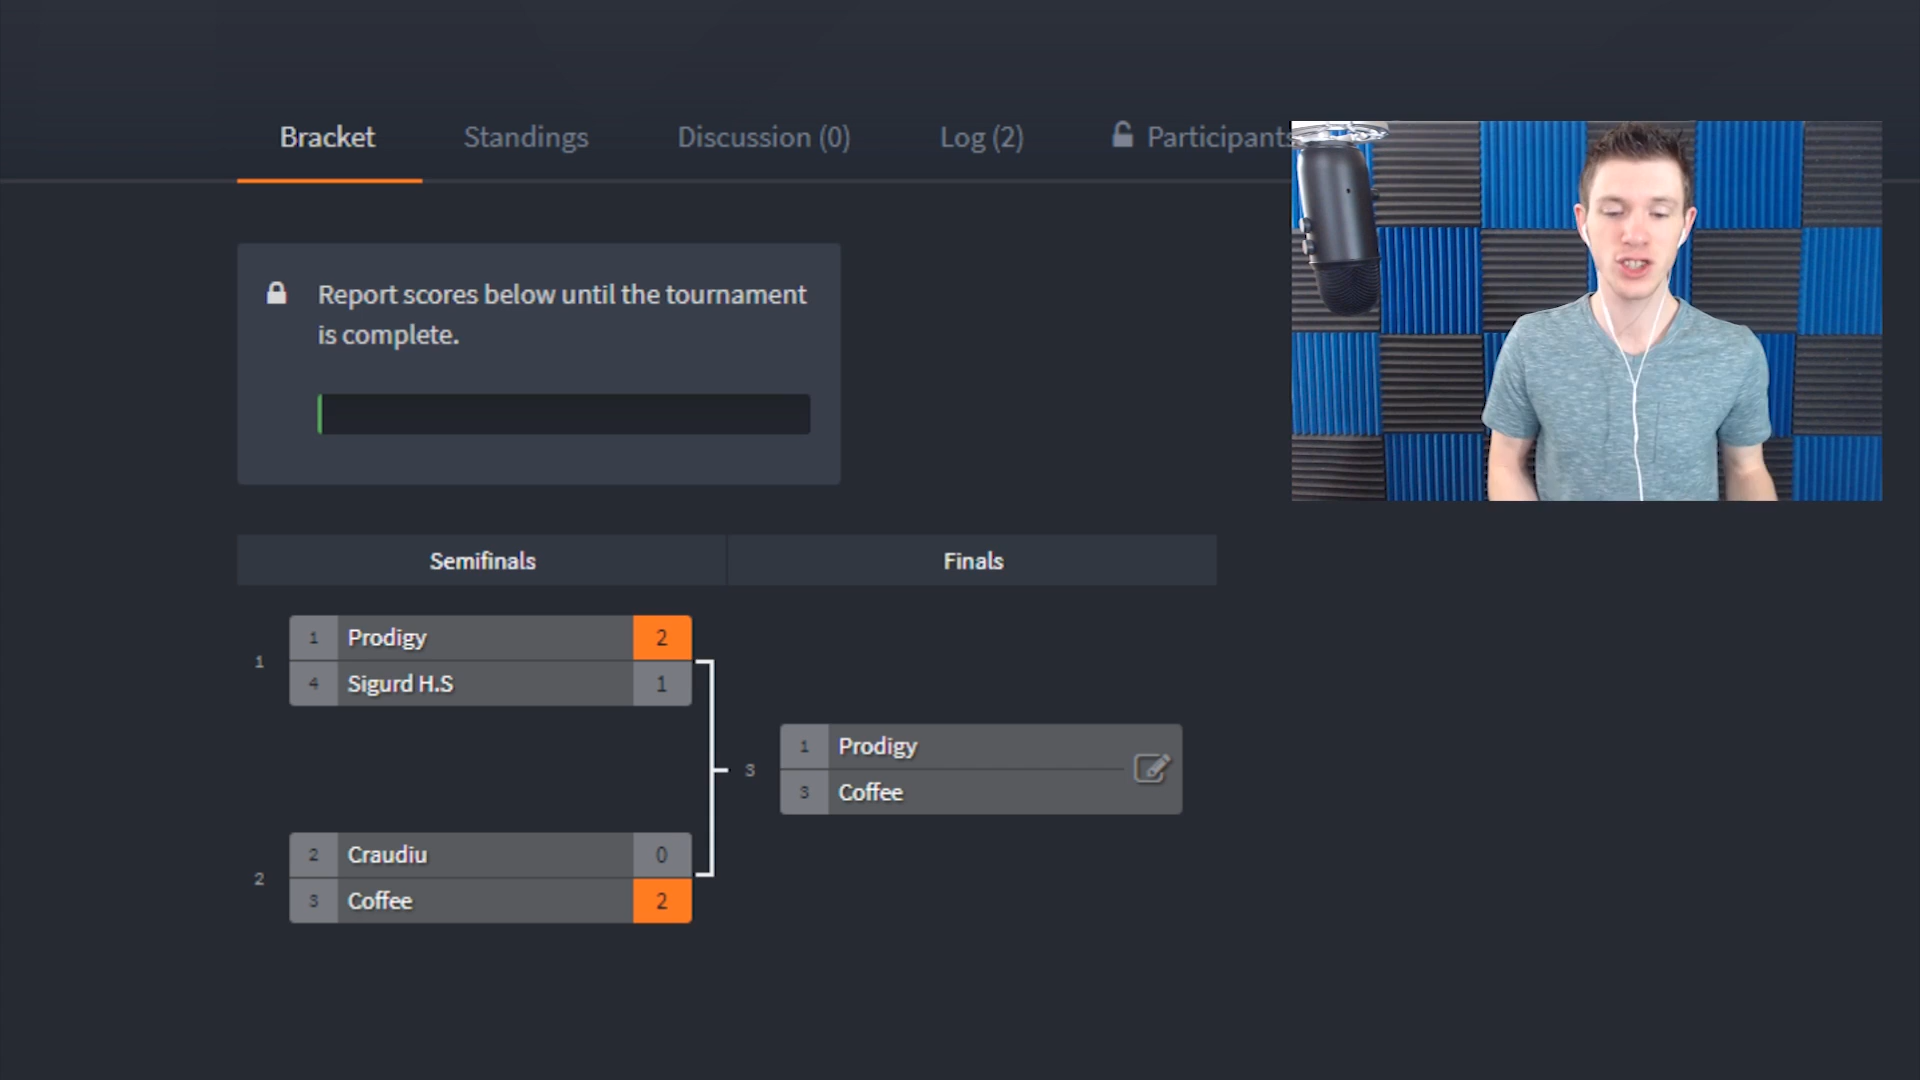 Bracket
Standings
Discussion (0)
Log (2)
Participants
Report scores below until the tournament
is complete.
Semifinals
Finals
1
1 Prodigy 2
4 Sigurd H.S 1
3
1 Prodigy
3 Coffee
2
2 Craudiu 0
3 Coffee 2